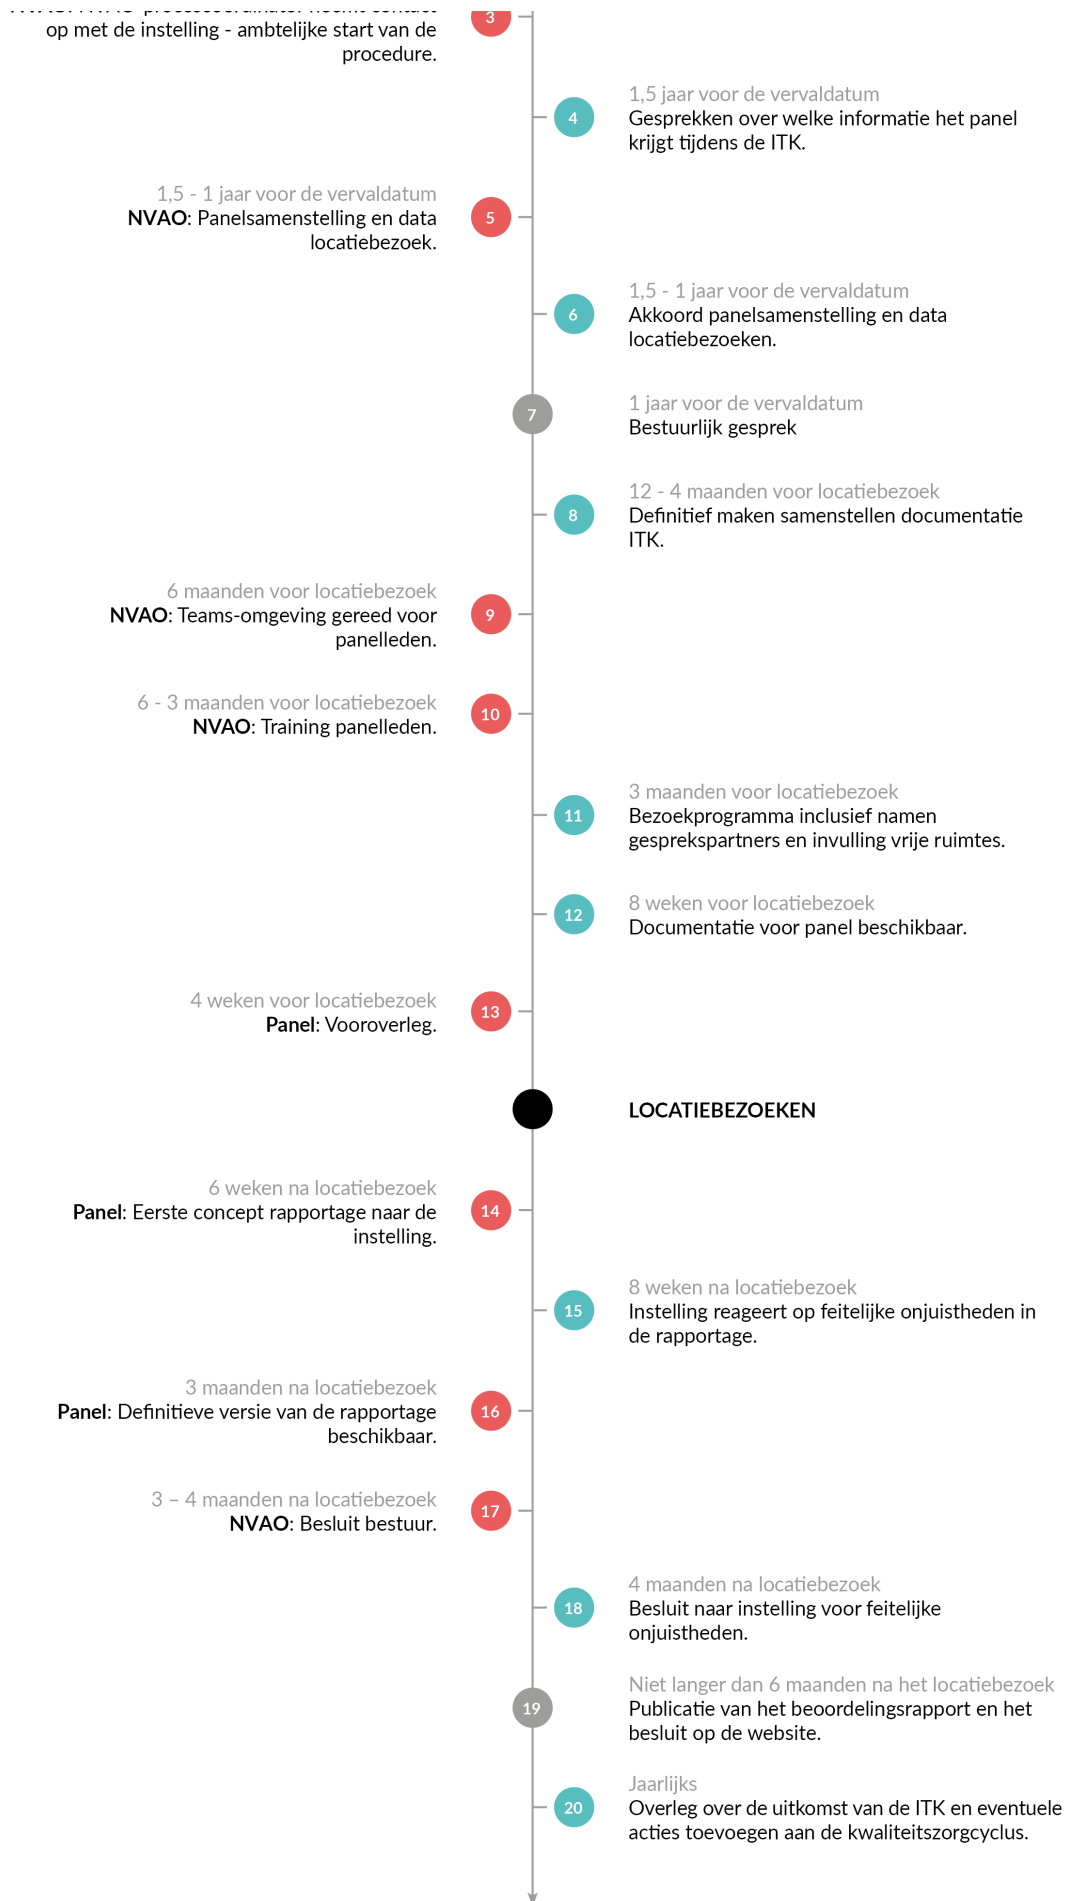 op met de instelling - ambtelijke start van de
procedure.
3
1,5 jaar voor de vervaldatum
4
Gesprekken over welke informatie het panel
krijgt tijdens de ITK.
1,5 - 1 jaar voor de vervaldatum
NVAO: Panelsamenstelling en data
locatiebezoek.
5
1,5 - 1 jaar voor de vervaldatum
6
Akkoord panelsamenstelling en data
locatiebezoeken.
7
1 jaar voor de vervaldatum
Bestuurlijk gesprek
8
12 - 4 maanden voor locatiebezoek
Definitief maken samenstellen documentatie
ITK.
6 maanden voor locatiebezoek
NVAO: Teams-omgeving gereed voor
panelleden.
9
6 - 3 maanden voor locatiebezoek
NVAO: Training panelleden.
10
11
3 maanden voor locatiebezoek
Bezoekprogramma inclusief namen
gesprekspartners en invulling vrije ruimtes.
12
8 weken voor locatiebezoek
Documentatie voor panel beschikbaar.
4 weken voor locatiebezoek
Panel: Vooroverleg.
13
LOCATIEBEZOEKEN
6 weken na locatiebezoek
Panel: Eerste concept rapportage naar de
instelling.
14
15
8 weken na locatiebezoek
Instelling reageert op feitelijke onjuistheden in
de rapportage.
3 maanden na locatiebezoek
Panel: Definitieve versie van de rapportage
beschikbaar.
16
3 – 4 maanden na locatiebezoek
NVAO: Besluit bestuur.
17
18
4 maanden na locatiebezoek
Besluit naar instelling voor feitelijke
onjuistheden.
19
Niet langer dan 6 maanden na het locatiebezoek
Publicatie van het beoordelingsrapport en het
besluit op de website.
20
Jaarlijks
Overleg over de uitkomst van de ITK en eventuele
acties toevoegen aan de kwaliteitszorgcyclus.